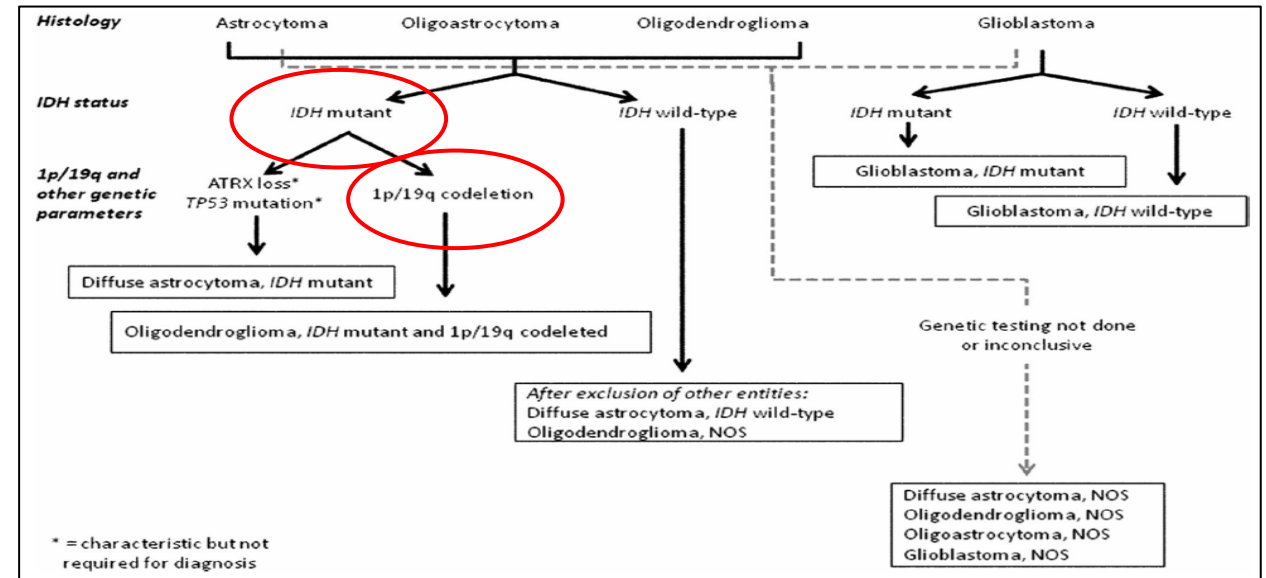 Histology
Astrocytoma
Oligoastrocytoma
Oligodendroglioma
Glioblastoma
IDH status
IDH mutant
IDH wild-type
IDH mutant
IDH wild-type
1p/19q and
other genetic
parameters
ATRX loss*
TP53 mutation*
1p/19q codeletion
Glioblastoma, IDH mutant
Glioblastoma, IDH wild-type
Diffuse astrocytoma, IDH mutant
Oligodendroglioma, IDH mutant and 1p/19q codeleted
Genetic testing not done
or inconclusive
After exclusion of other entities:
Diffuse astrocytoma, IDH wild-type
Oligodendroglioma, NOS
Diffuse astrocytoma, NOS
Oligodendroglioma, NOS
Oligoastrocytoma, NOS
Glioblastoma, NOS
* = characteristic but not
required for diagnosis